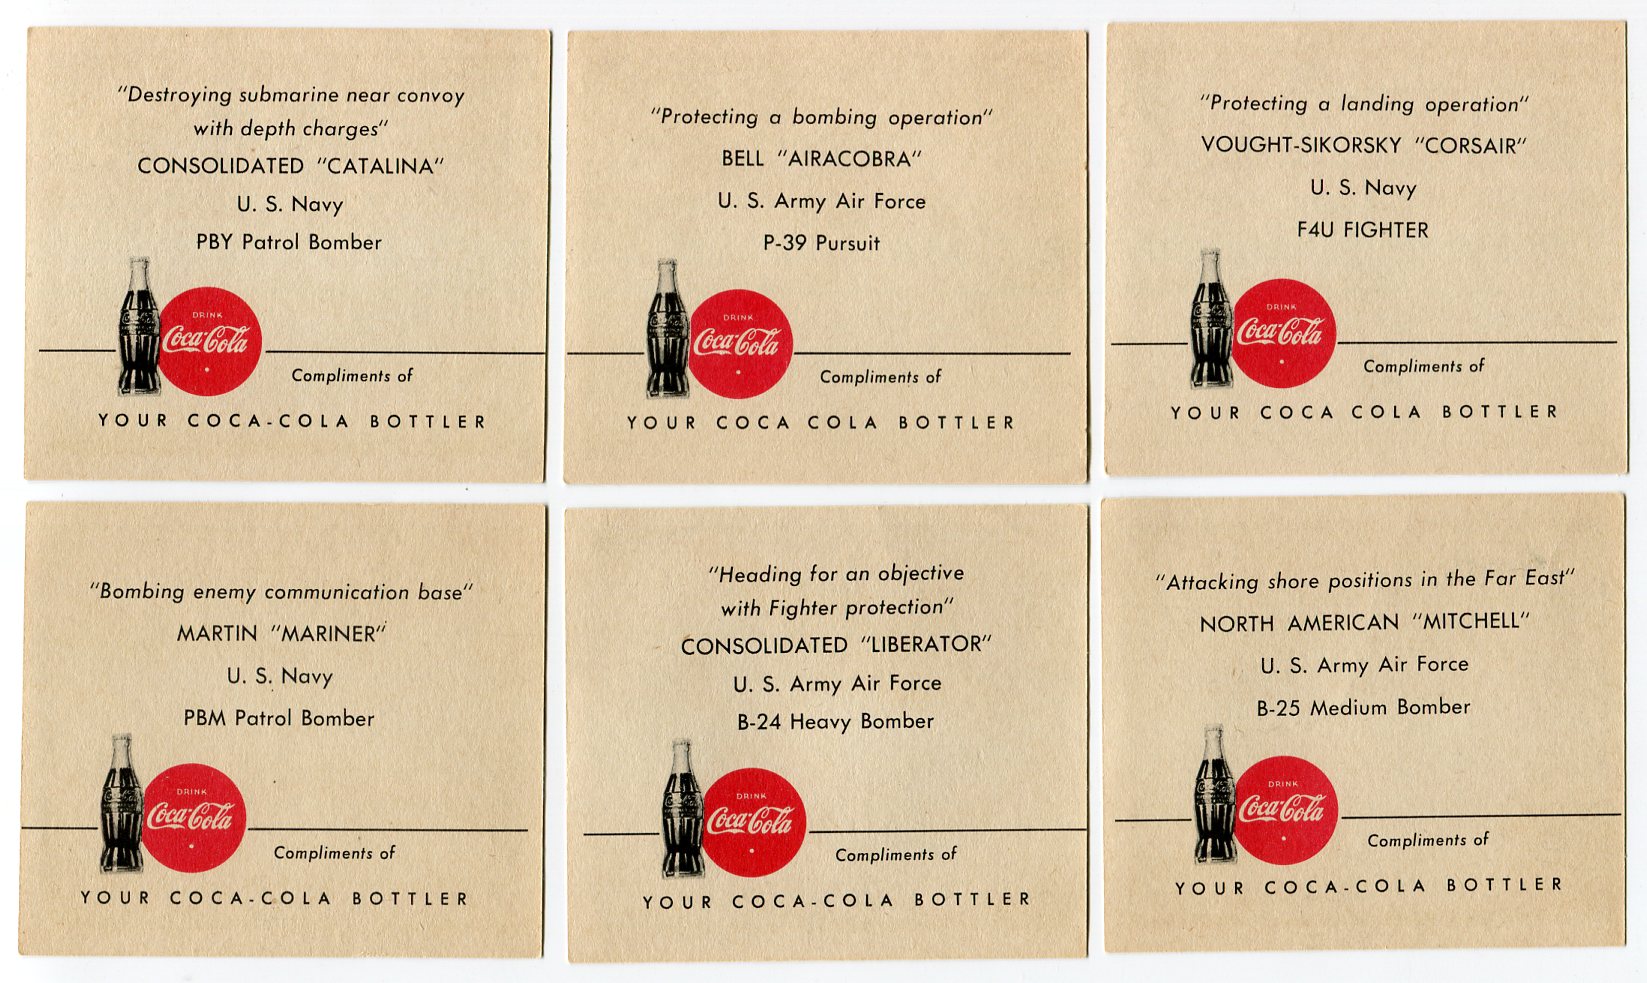 "Destroying submarine near convoy
with depth charges"
CONSOLIDATED "CATALINA"
U. S. Navy
PBY Patrol Bomber
DRINK
Coca-Cola
Compliments of
YOUR COCA-COLA BOTTLER
"Protecting a bombing operation"
BELL "AIRACOBRA"
U. S. Army Air Force
P-39 Pursuit
DRINK
Coca-Cola
Compliments of
YOUR COCA COLA BOTTLER
"Protecting a landing operation"
VOUGHT-SIKORSKY "CORSAIR"
U. S. Navy
F4U FIGHTER
DRINK
Coca-Cola
Compliments of
YOUR COCA COLA BOTTLER
"Bombing enemy communication base"
MARTIN "MARINER"
U. S. Navy
PBM Patrol Bomber
DRINK
Coca-Cola
Compliments of
YOUR COCA-COLA BOTTLER
"Heading for an objective
with Fighter protection"
CONSOLIDATED "LIBERATOR"
U. S. Army Air Force
B-24 Heavy Bomber
DRINK
Coca-Cola
Compliments of
YOUR COCA-COLA BOTTLER
"Attacking shore positions in the Far East"
NORTH AMERICAN "MITCHELL"
U. S. Army Air Force
B-25 Medium Bomber
DRINK
Coca-Cola
Compliments of
YOUR COCA-COLA BOTTLER